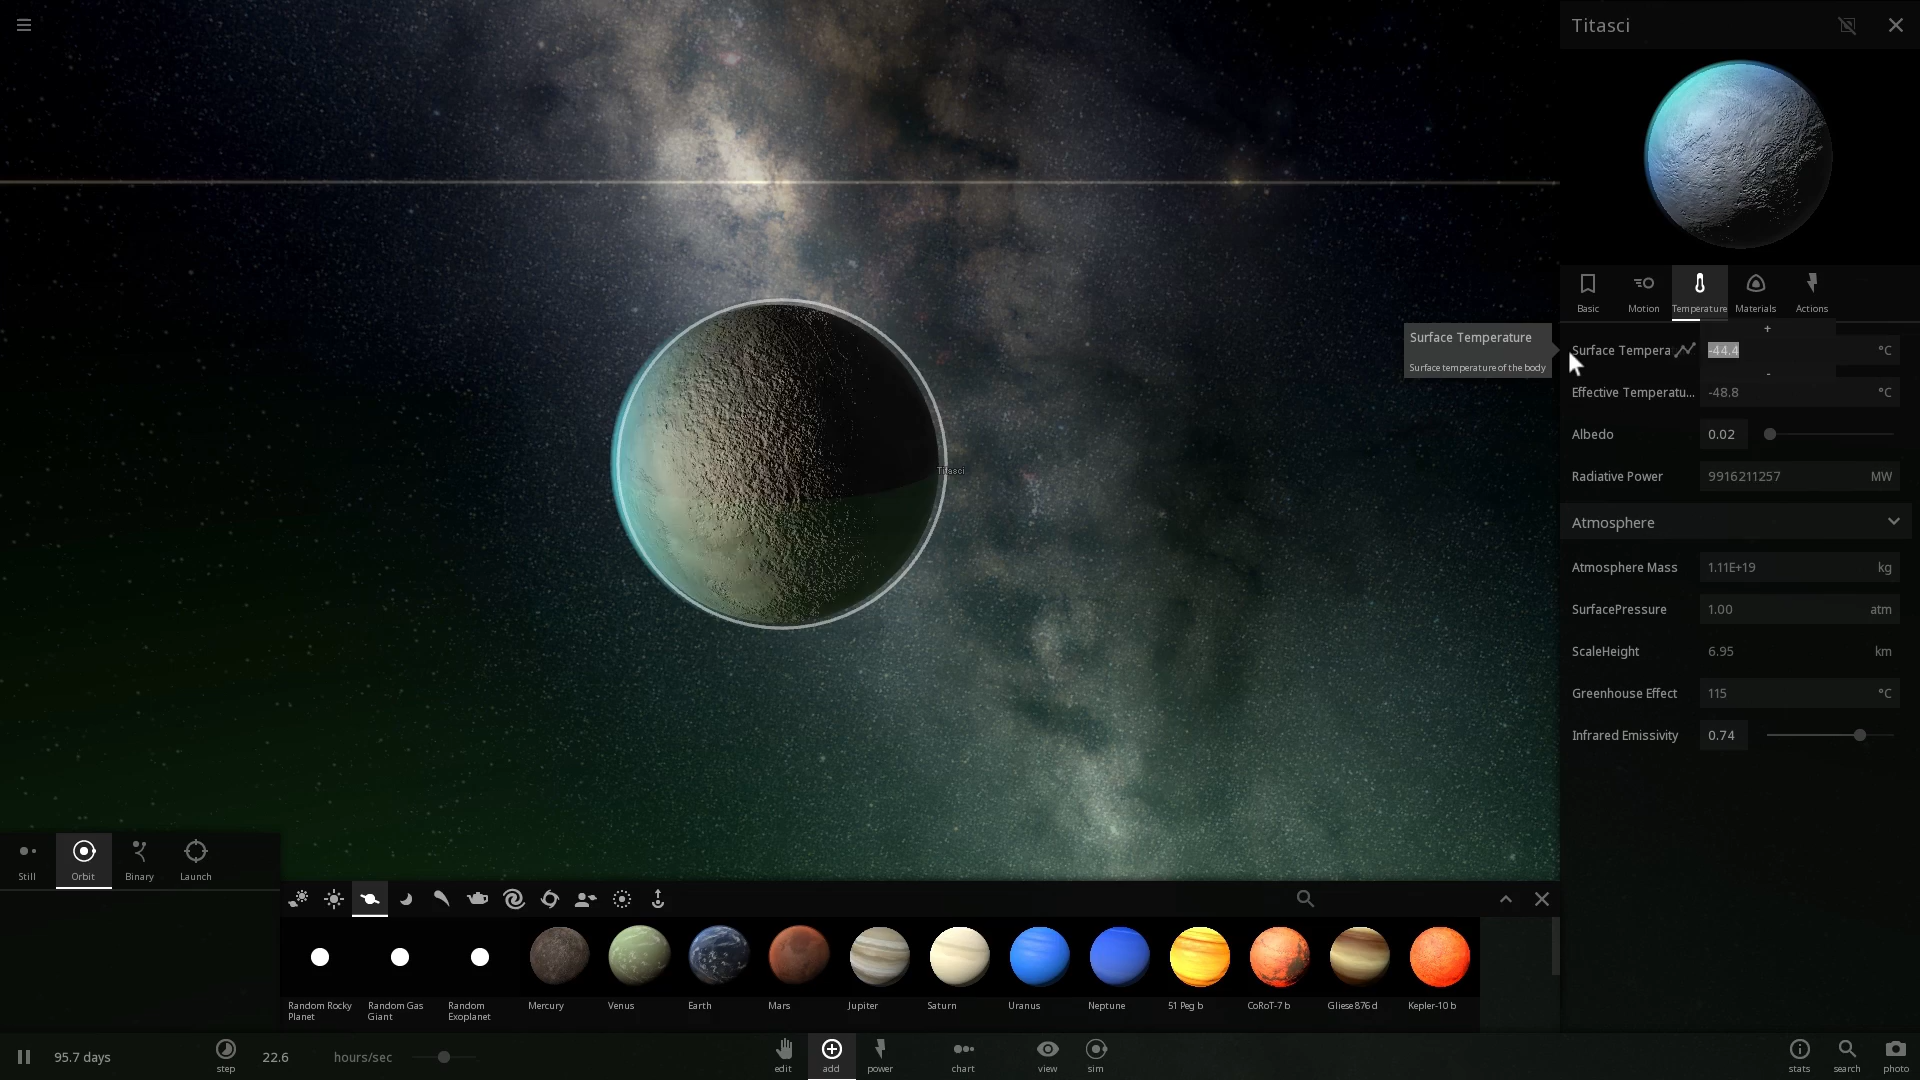 Titasci
Basic
Motion
Temperature
Materials
Actions
+
Surface Temperature
Surface temperature of the body
Surface Tempera
-44.4
°C
-
Effective Temperatu...
-48.8
°C
Albedo
0.02
Radiative Power
9916211257
MW
Titasci
Atmosphere
Atmosphere Mass
1.11E+19
kg
SurfacePressure
1.00
atm
ScaleHeight
6.95
km
Greenhouse Effect
115
°C
Infrared Emissivity
0.74
Still
Orbit
Binary
Launch
Random Rocky
Planet
Random Gas
Giant
Random
Exoplanet
Mercury
Venus
Earth
Mars
Jupiter
Saturn
Uranus
Neptune
51 Peg b
CoRoT-7 b
Gliese 876 d
Kepler-10 b
95.7 days
step
22.6
hours/sec
edit
add
power
chart
view
sim
stats
search
photo